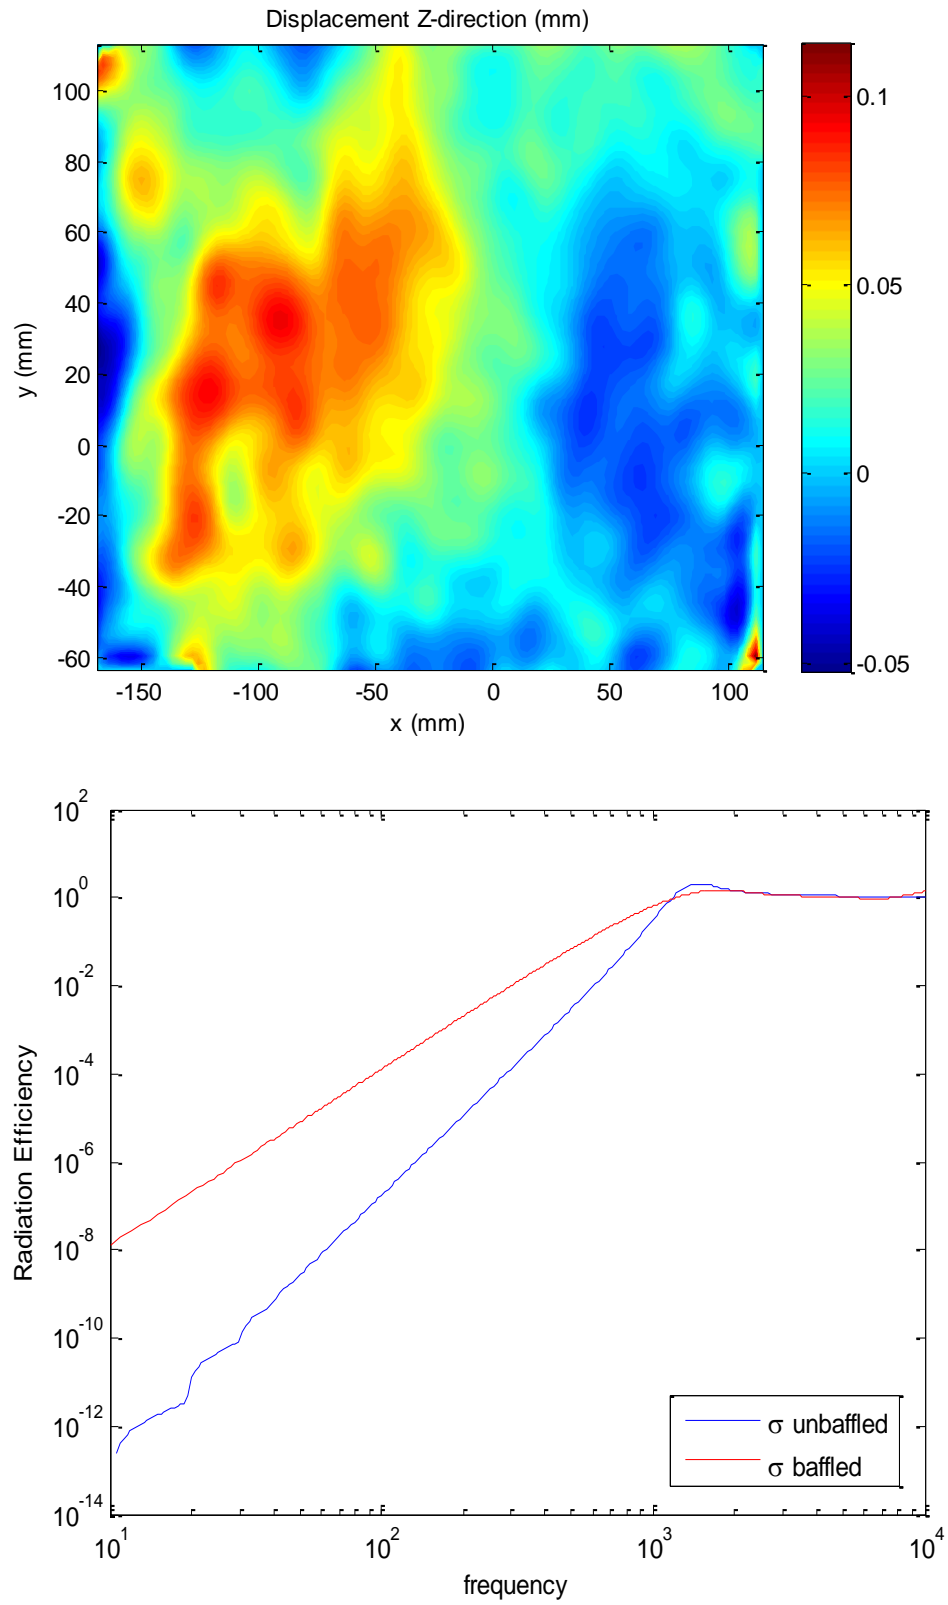 Displacement Z-direction (mm)
100
80
60
40
20
0
-20
-40
-60
y (mm)
-150 -100 -50 0 50 100
x (mm)
0.1
0.05
0
-0.05
10^2
10^0
10^-2
10^-4
10^-6
10^-8
10^-10
10^-12
10^-14
Radiation Efficiency
σ unbaffled
σ baffled
10^1 10^2 10^3 10^4
frequency